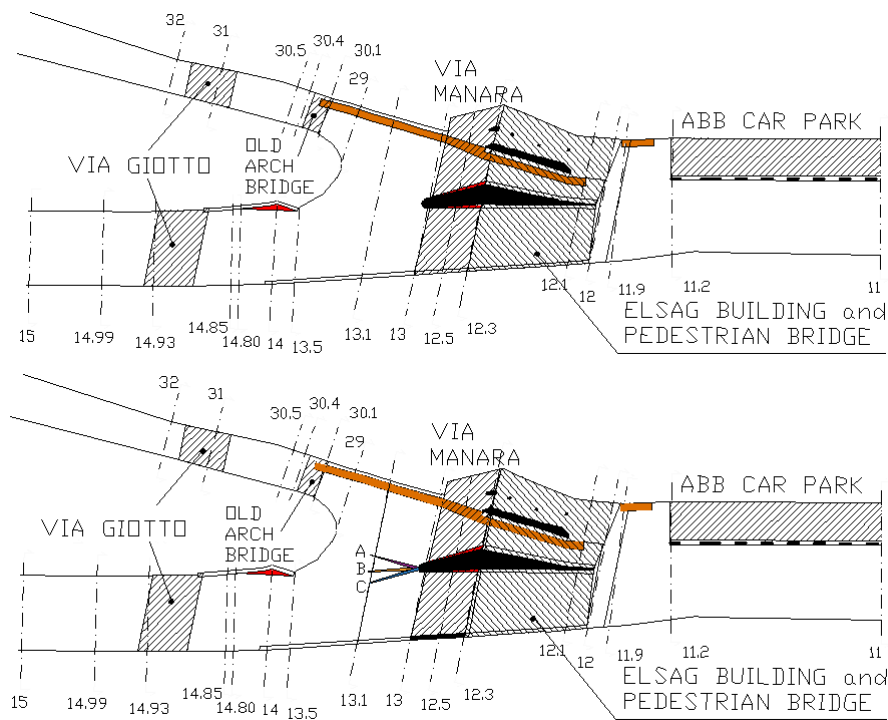 32
31
30.5
30.4
30.1
29
VIA
MANARA
ABB CAR PARK
VIA GIOTTO
OLD
ARCH
BRIDGE
15
14.99
14.93
14.85
14.80
14
13.5
13.1
13
12.5
12.3
12.1
12
11.9
11.2
11
ELSAG BUILDING and
PEDESTRIAN BRIDGE
32
31
30.5
30.4
30.1
29
VIA
MANARA
ABB CAR PARK
VIA GIOTTO
OLD
ARCH
BRIDGE
A
B
C
15
14.99
14.93
14.85
14.80
14
13.5
13.1
13
12.5
12.3
12.1
12
11.9
11.2
11
ELSAG BUILDING and
PEDESTRIAN BRIDGE